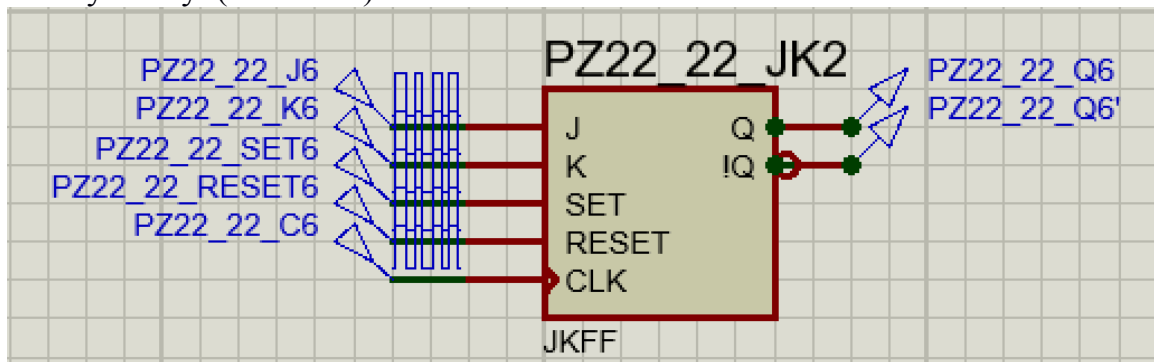 PZ22_22_JK2
PZ22_22_J6
PZ22_22_K6
PZ22_22_SET6
PZ22_22_RESET6
PZ22_22_C6
J
K
SET
RESET
CLK
Q
!Q
PZ22_22_Q6
PZ22_22_Q6'
JKFF